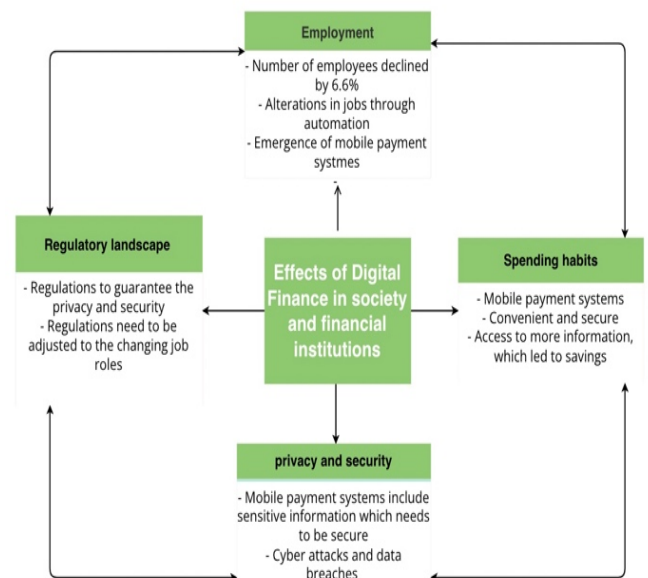 Employment
- Number of employees declined
by 6.6%
- Alterations in jobs through
automation
- Emergence of mobile payment
systmes
-
Regulatory landscape
- Regulations to guarantee the
privacy and security
- Regulations need to be
adjusted to the changing job
roles
Effects of Digital
Finance in society
and financial
institutions
Spending habits
- Mobile payment systems
- Convenient and secure
- Access to more information,
which led to savings
privacy and security
- Mobile payment systems include
sensitive information which needs
to be secure
- Cyber attacks and data
breaches